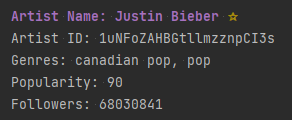 Artist Name: Justin Bieber ☆
Artist ID: 1uNFoZAHBGtllmzznpCI3s
Genres: canadian pop, pop
Popularity: 90
Followers: 68030841